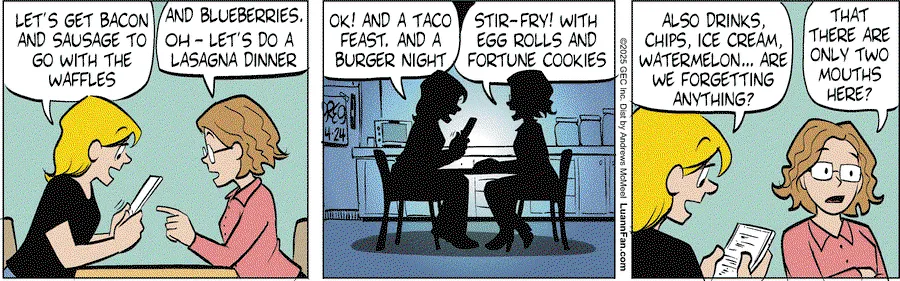 LET'S GET BACON
AND SAUSAGE TO
GO WITH THE
WAFFLES
AND BLUEBERRIES.
OH - LET'S DO A
LASAGNA DINNER
OK! AND A TACO
FEAST. AND A
BURGER NIGHT
STIR-FRY! WITH
EGG ROLLS AND
FORTUNE COOKIES
4-24
©2025 GEC Inc. Dist by Andrews McMeel LuannFan.com
ALSO DRINKS,
CHIPS, ICE CREAM,
WATERMELON... ARE
WE FORGETTING
ANYTHING?
THAT
THERE ARE
ONLY TWO
MOUTHS
HERE?